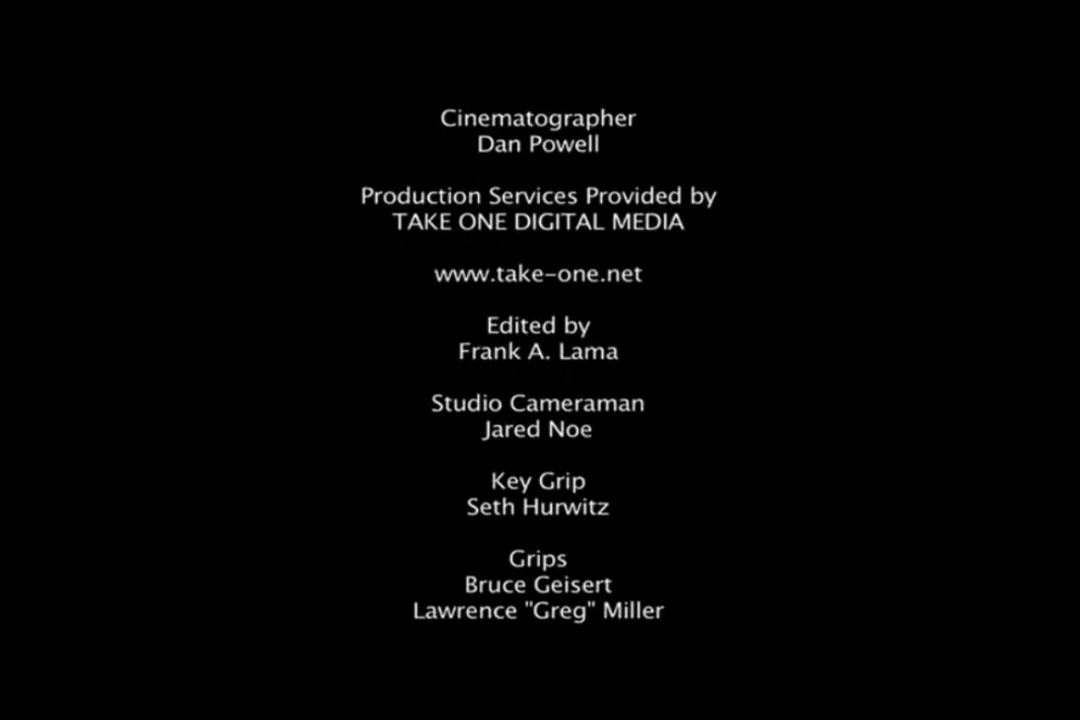 Cinematographer
Dan Powell
Production Services Provided by
TAKE ONE DIGITAL MEDIA
www.take-one.net
Edited by
Frank A. Lama
Studio Cameraman
Jared Noe
Key Grip
Seth Hurwitz
Grips
Bruce Geisert
Lawrence "Greg" Miller